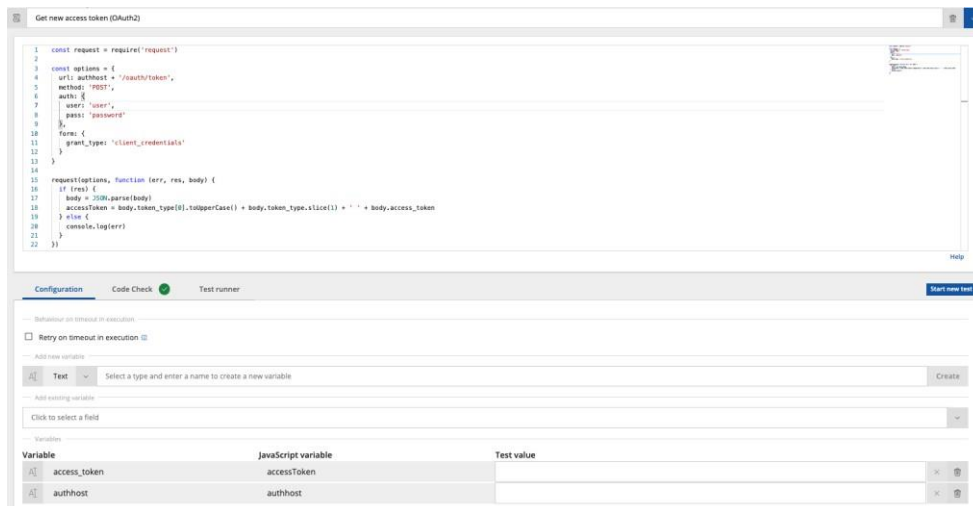 Get new access token (OAuth2)
1 const request = require('request')
2
3 const options = {
4 url: authhost + '/oauth/token',
5 method: 'POST',
6 auth: {
7 user: 'user',
8 pass: 'password'
9 },
10 form: {
11 grant_type: 'client_credentials'
12 }
13 }
14
15 request(options, function (err, res, body) {
16 if (res) {
17 body = JSON.parse(body)
18 accessToken = body.token_type[0].toUpperCase() + body.token_type.slice(1) + ' ' + body.access_token
19 } else {
20 console.log(err)
21 }
22 })
Help
Configuration Code Check Test runner Start new test
Behaviour on timeout in execution
Retry on timeout in execution
Add new variable
Text Select a type and enter a name to create a new variable Create
Add existing variable
Click to select a field
Variables
Variable JavaScript variable Test value
access_token accessToken
authhost authhost